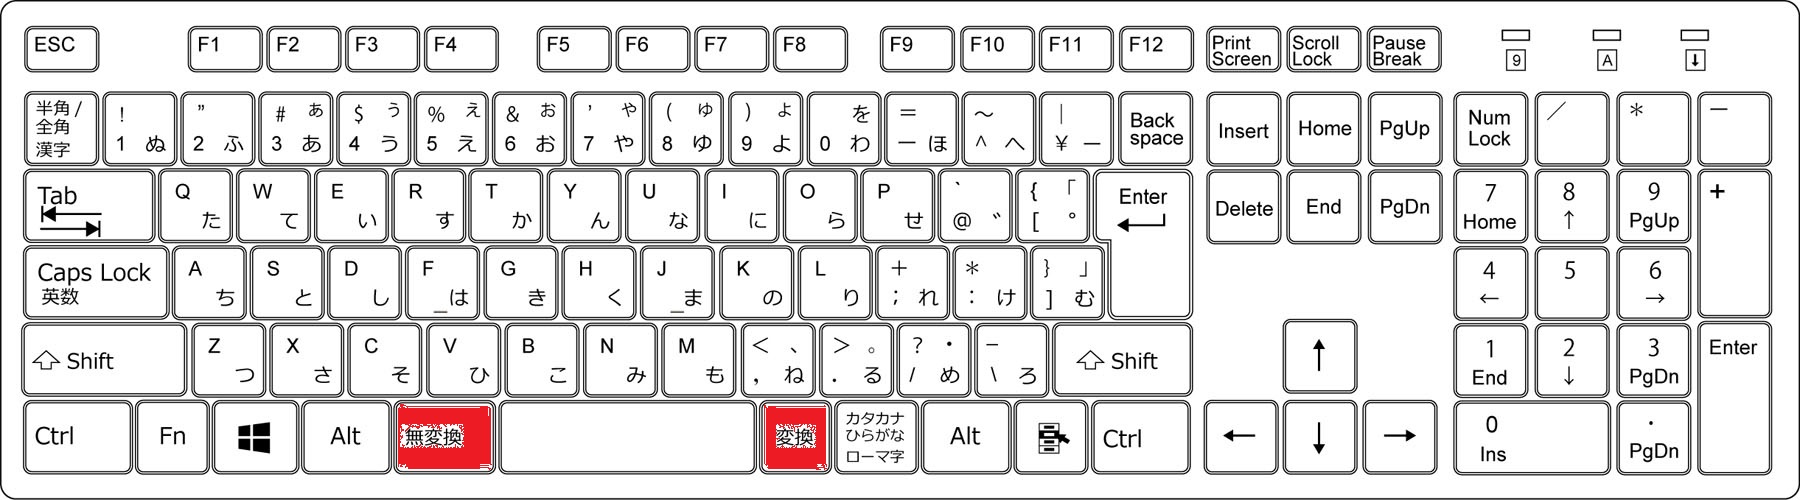 ESC F1 F2 F3 F4 F5 F6 F7 F8 F9 F10 F11 F12 Print Screen Scroll Lock Pause Break 9 A ↓
半角/全角 漢字 ! 1 ぬ ” 2 ふ # ぁ 3 あ $ ぅ 4 う % ぇ 5 え & ぉ 6 お ’ ゃ 7 や ( ゅ 8 ゆ ) ょ 9 よ を 0 わ = ー ほ ～ ^ へ | ¥ ー Back space Insert Home PgUp Num Lock ／ ＊ －
Tab Q た W て E い R す T か Y ん U な I に O ら P せ ` @ ゛ { 「 [ ゜ Enter Delete End PgDn 7 Home 8 ↑ 9 PgUp +
Caps Lock 英数 A ち S と D し F _ は G き H く J _ ま K の L り + ; れ * : け } 」 ] む 4 ← 5 6 →
Shift Z つ X さ C そ V ひ B こ N み M も < 、 , ね > 。 . る ? ・ / め − \ ろ Shift ↑ 1 End 2 ↓ 3 PgDn Enter
Ctrl Fn Alt 無変換 変換 カタカナ ひらがな ローマ字 Alt Ctrl ← ↓ → 0 Ins . PgDn